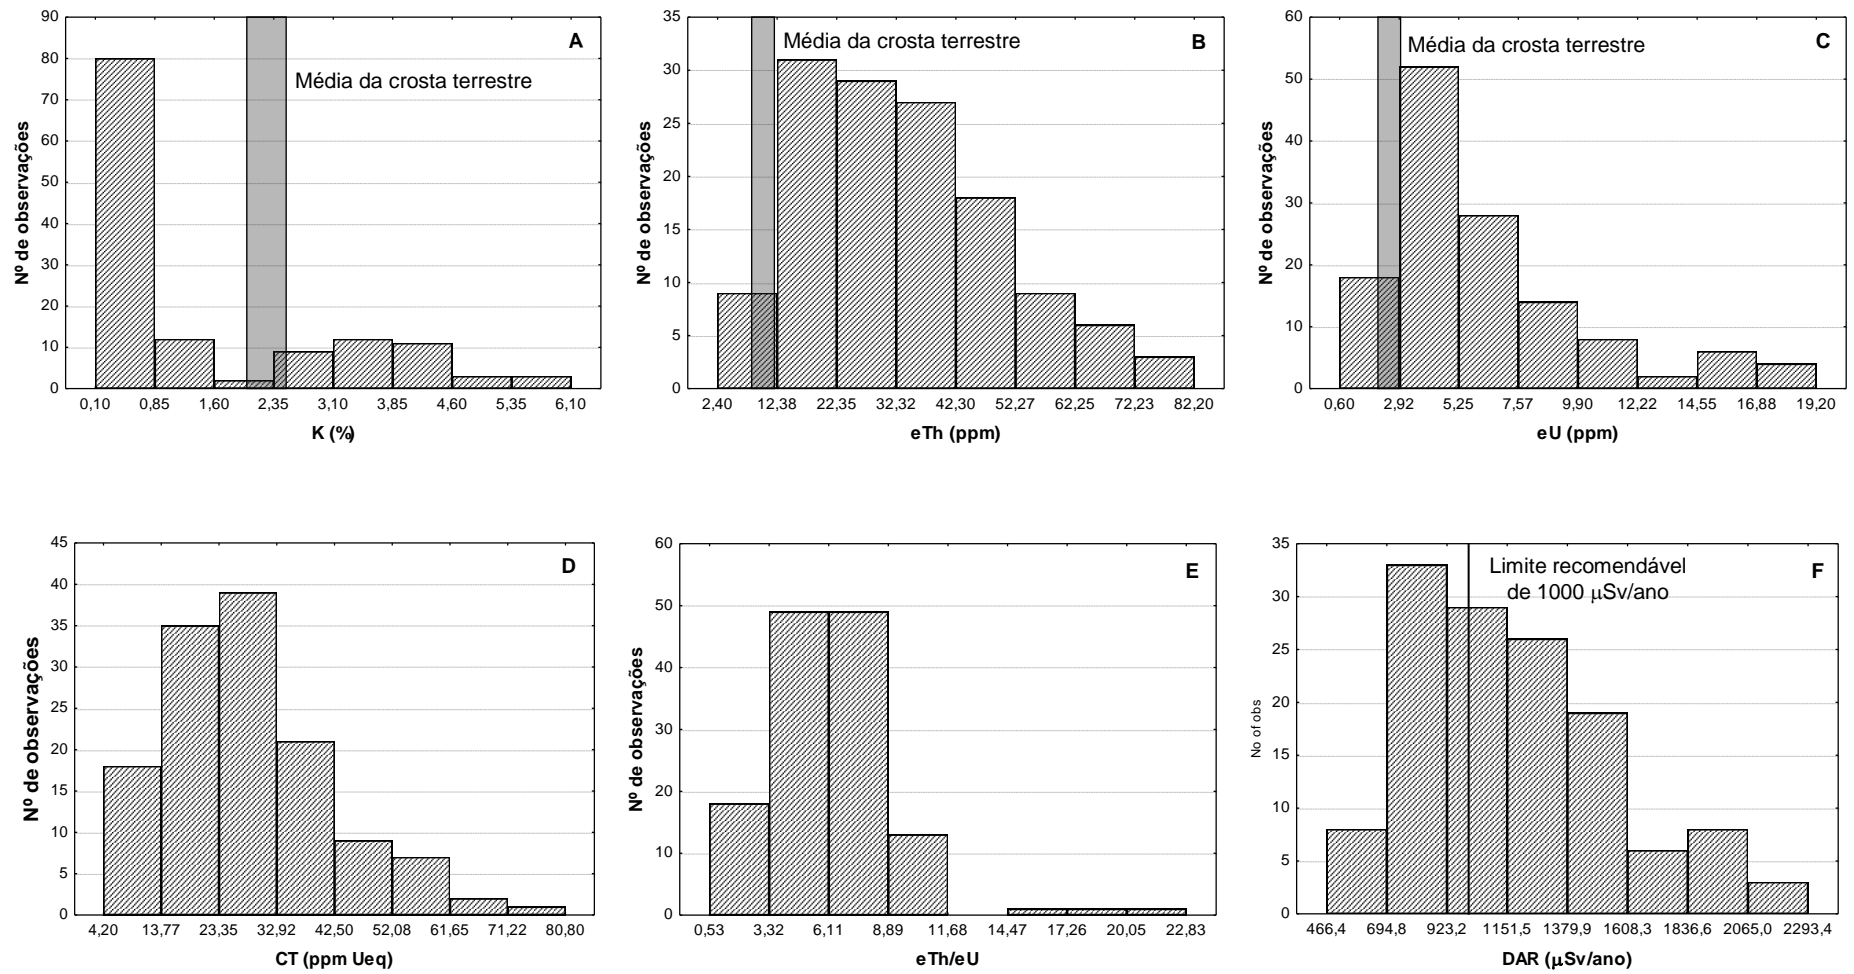 90
80
70
60
50
40
30
20
10
0
Nº de observações
A
Média da crosta terrestre
0,10 0,85 1,60 2,35 3,10 3,85 4,60 5,35 6,10
K (%)
35
30
25
20
15
10
5
0
Nº de observações
Média da crosta terrestre
B
2,40 12,38 22,35 32,32 42,30 52,27 62,25 72,23 82,20
eTh (ppm)
60
50
40
30
20
10
0
Nº de observações
Média da crosta terrestre
C
0,60 2,92 5,25 7,57 9,90 12,22 14,55 16,88 19,20
eU (ppm)
45
40
35
30
25
20
15
10
5
0
Nº de observações
D
4,20 13,77 23,35 32,92 42,50 52,08 61,65 71,22 80,80
CT (ppm Ueq)
60
50
40
30
20
10
0
Nº de observações
E
0,53 3,32 6,11 8,89 11,68 14,47 17,26 20,05 22,83
eTh/eU
35
30
25
20
15
10
5
0
No of obs
Limite recomendável
de 1000 μSv/ano
F
466,4 694,8 923,2 1151,5 1379,9 1608,3 1836,6 2065,0 2293,4
DAR (μSv/ano)